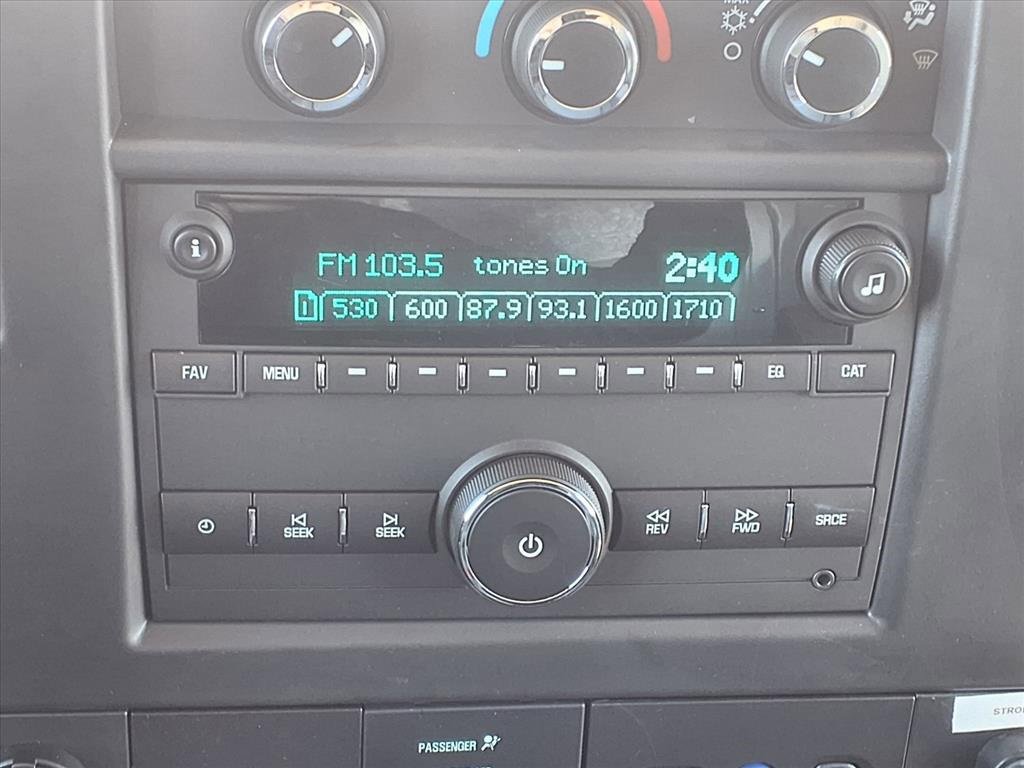 FM 103.5 tones On 2:40
1 530 600 87.9 93.1 1600 1710
FAV MENU EQ CAT
SEEK SEEK REV FWD SRCE
PASSENGER